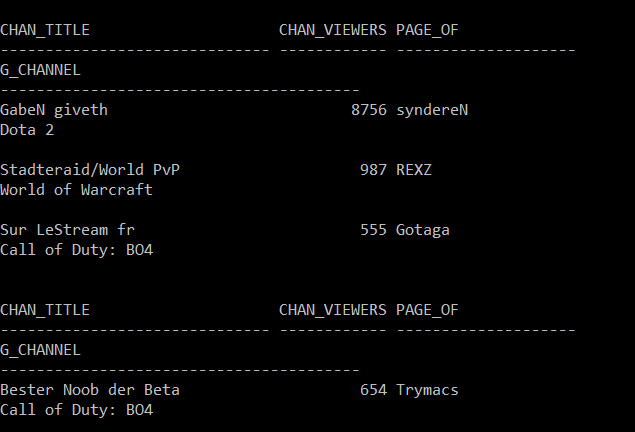 CHAN_TITLE                     CHAN_VIEWERS PAGE_OF
------------------------------ ------------ --------------------
G_CHANNEL
----------------------------------------
GabeN giveth                           8756 syndereN
Dota 2

Stadteraid/World PvP                    987 REXZ
World of Warcraft

Sur LeStream fr                         555 Gotaga
Call of Duty: BO4


CHAN_TITLE                     CHAN_VIEWERS PAGE_OF
------------------------------ ------------ --------------------
G_CHANNEL
----------------------------------------
Bester Noob der Beta                    654 Trymacs
Call of Duty: BO4